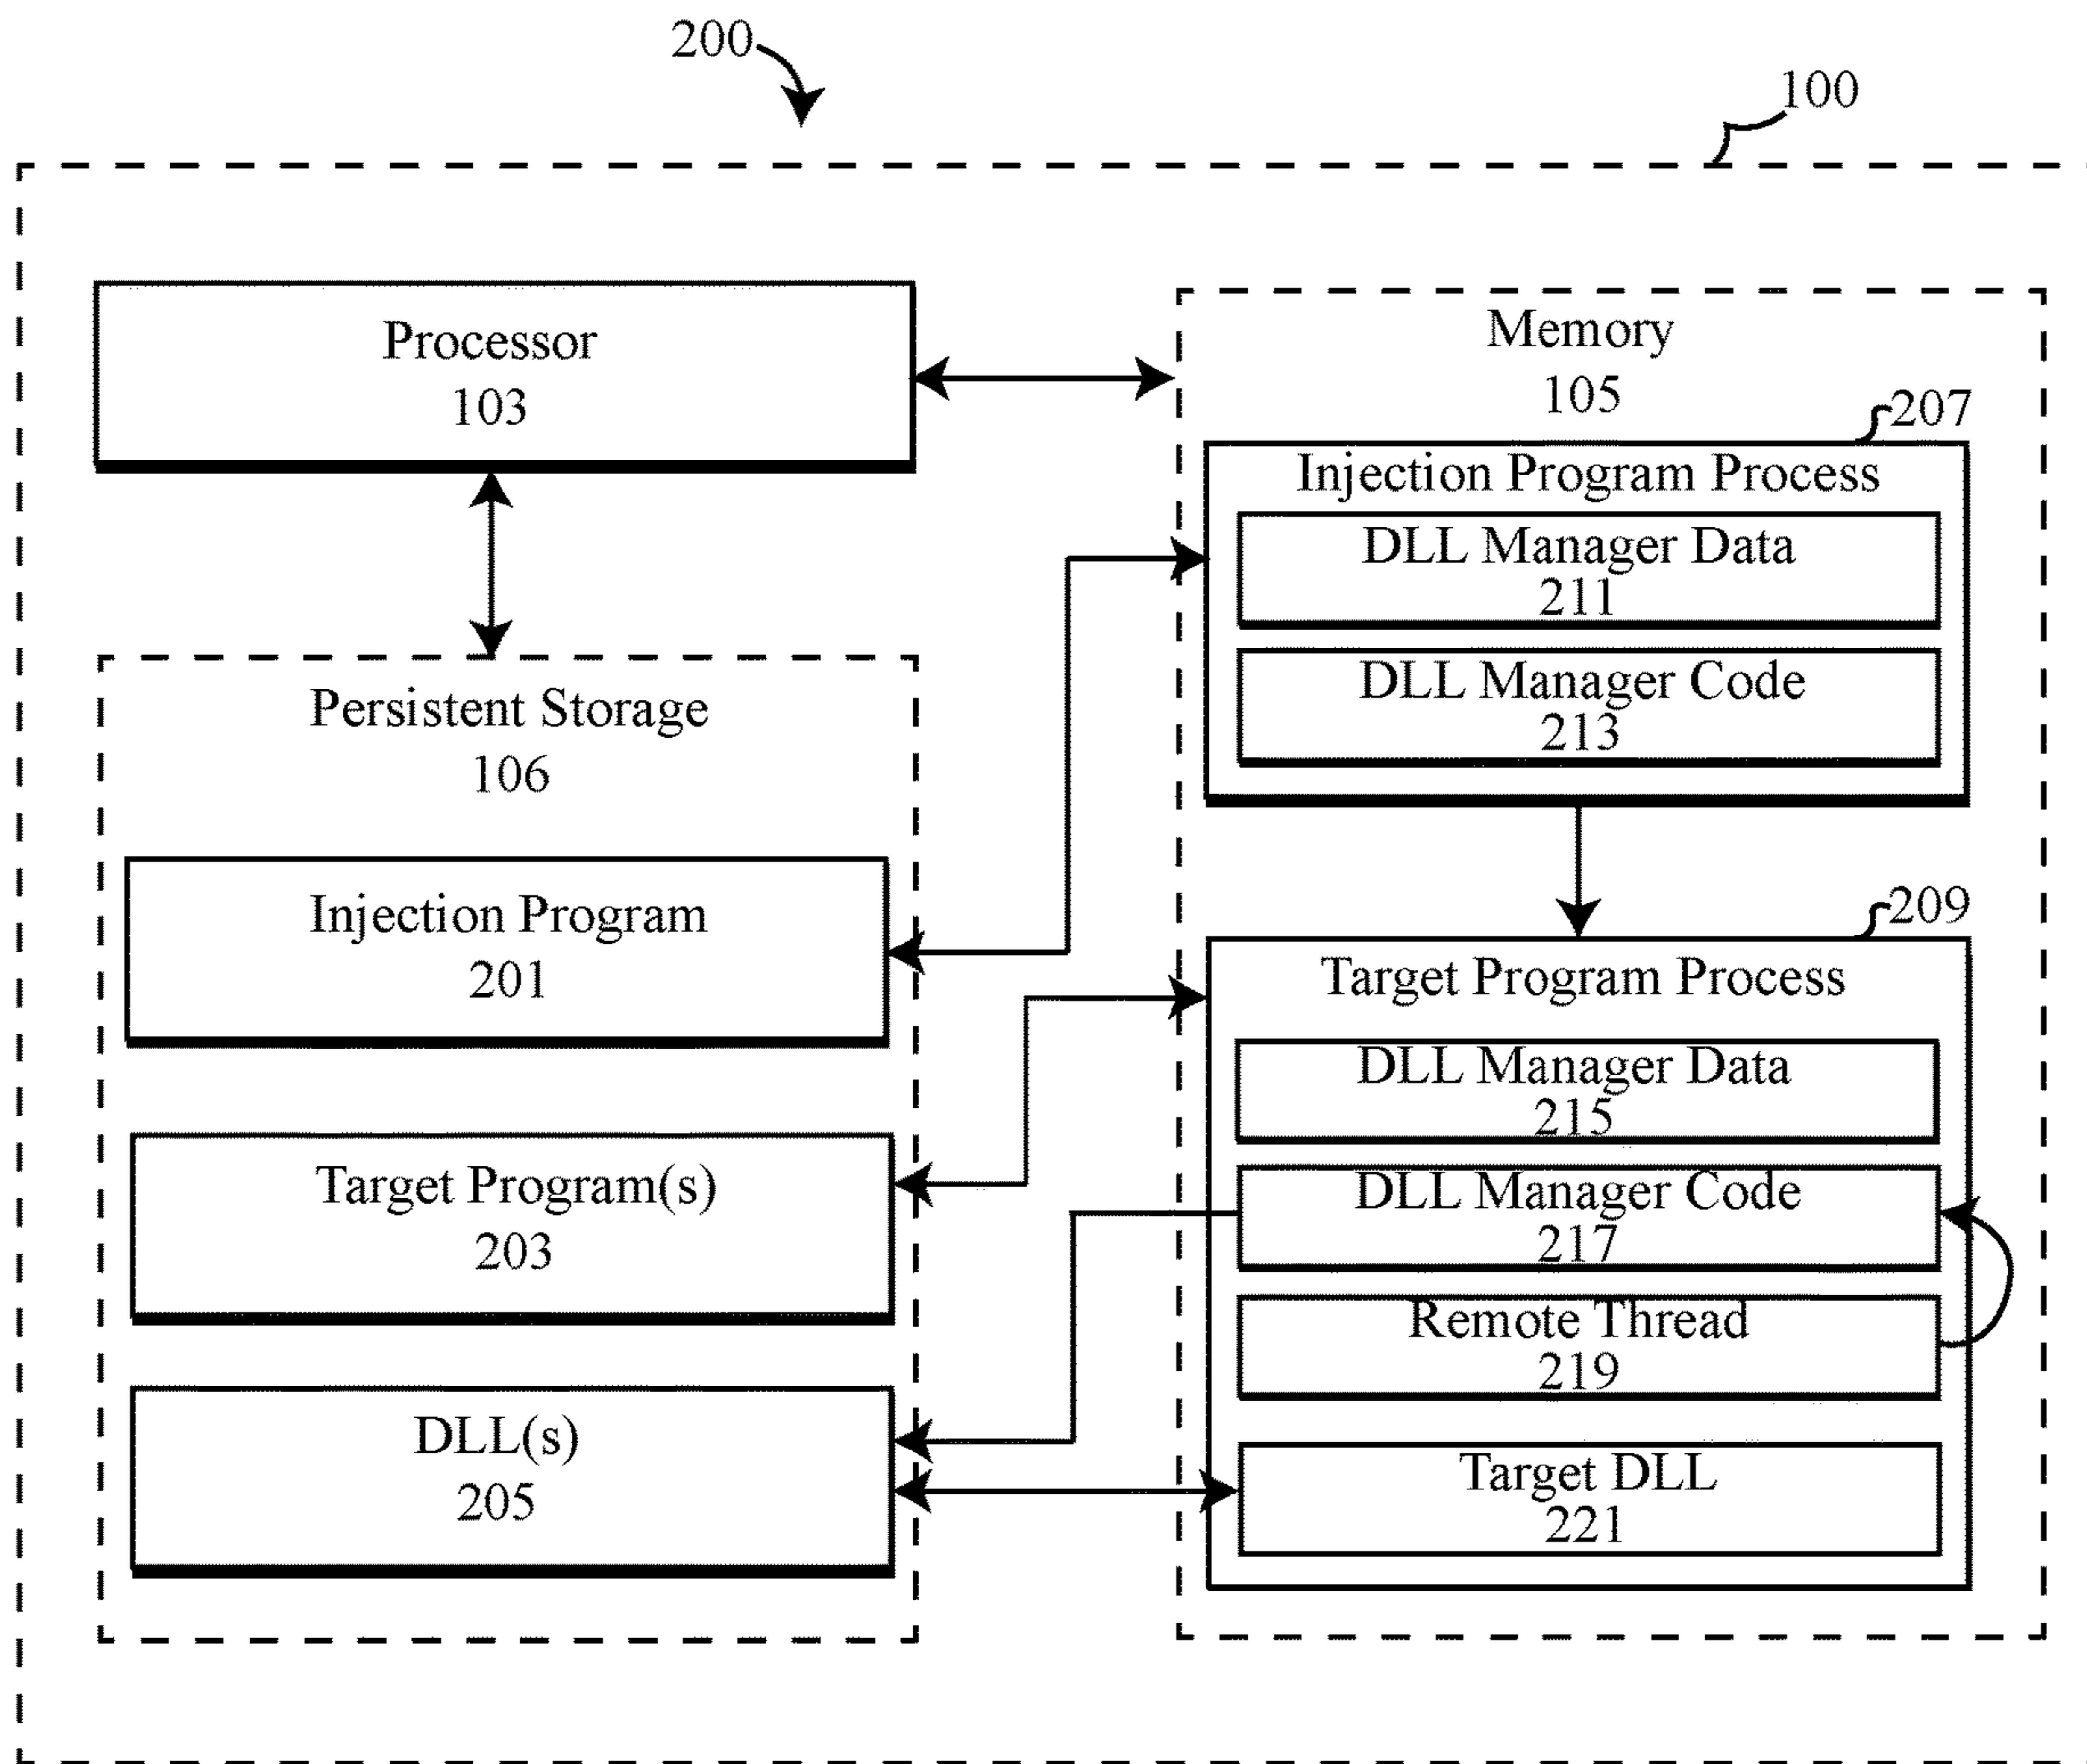 200
100
Processor
103
Memory
105
207
Injection Program Process
DLL Manager Data
211
DLL Manager Code
213
Persistent Storage
106
Injection Program
201
Target Program(s)
203
DLL(s)
205
209
Target Program Process
DLL Manager Data
215
DLL Manager Code
217
Remote Thread
219
Target DLL
221